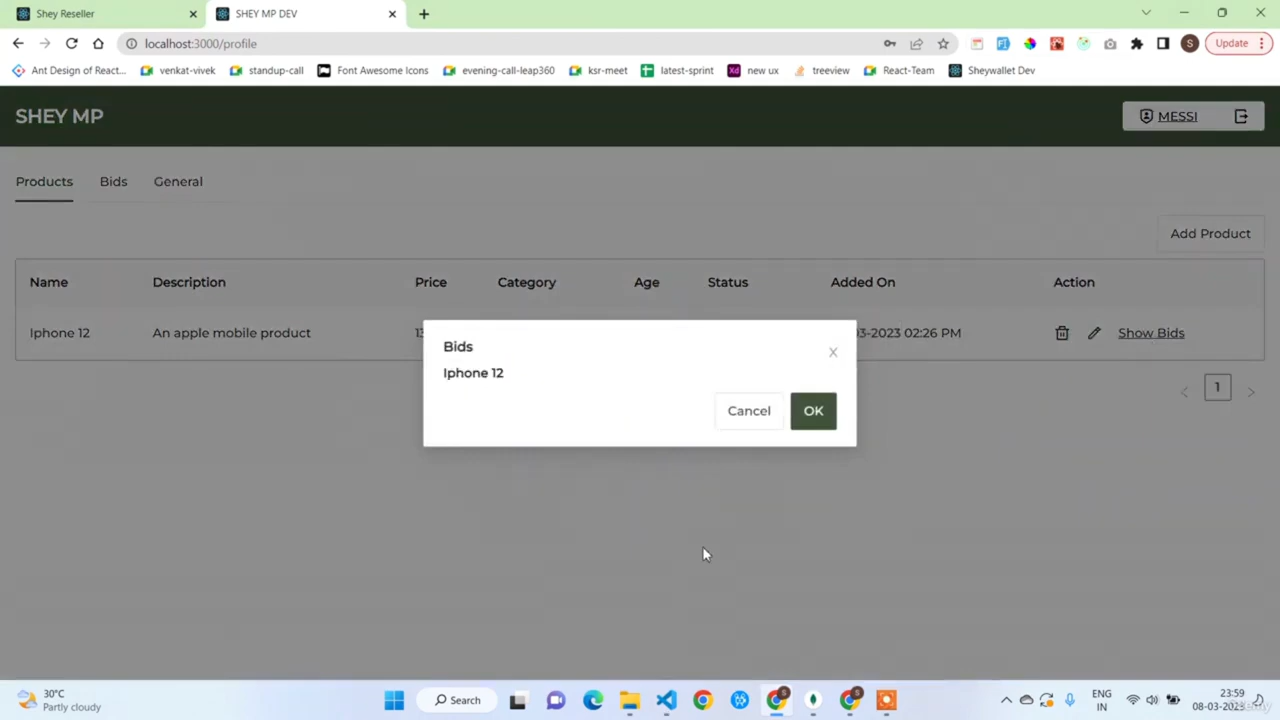 Shey Reseller
SHEY MP DEV
localhost:3000/profile
S
Update
Ant Design of React...
venkat-vivek
standup-call
Font Awesome Icons
evening-call-leap360
ksr-meet
latest-sprint
new ux
treeview
React-Team
Sheywallet Dev
SHEY MP
MESSI
Products
Bids
General
Add Product
Name
Description
Price
Category
Age
Status
Added On
Action
Iphone 12
An apple mobile product
03-2023 02:26 PM
Show Bids
1
Bids
X
Iphone 12
Cancel
OK
30°C
Partly cloudy
Search
ENG
IN
23:59
08-03-2023